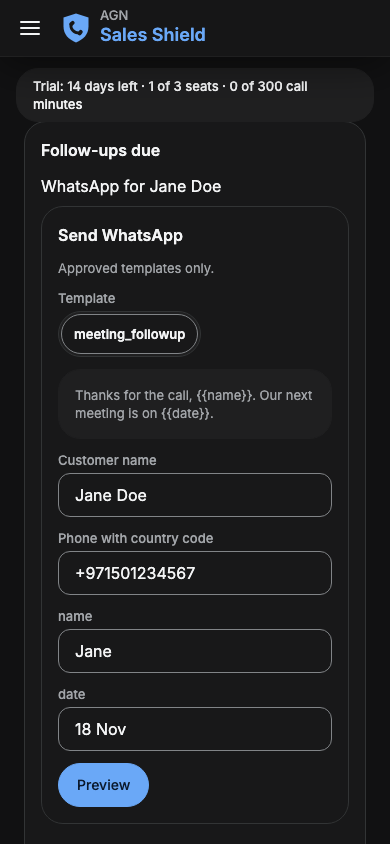 AGN
Sales Shield
Trial: 14 days left · 1 of 3 seats · 0 of 300 call
minutes
Follow-ups due
WhatsApp for Jane Doe
Send WhatsApp
Approved templates only.
Template
meeting_followup
Thanks for the call, {{name}}. Our next
meeting is on {{date}}.
Customer name
Jane Doe
Phone with country code
+971501234567
name
Jane
date
18 Nov
Preview